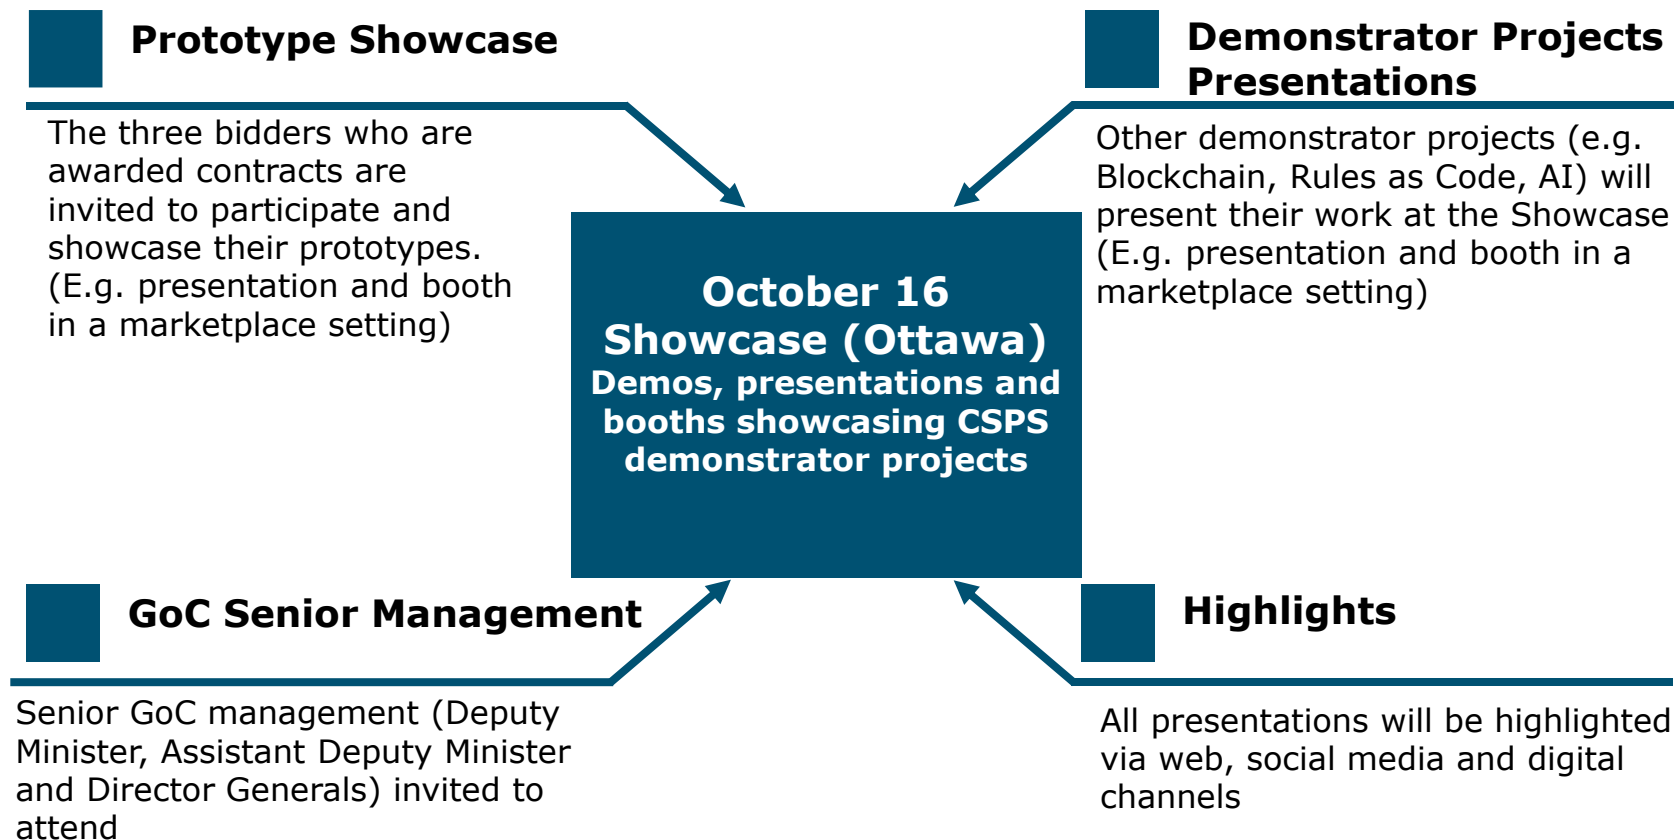 Prototype Showcase
The three bidders who are
awarded contracts are
invited to participate and
showcase their prototypes.
(E.g. presentation and booth
in a marketplace setting)
Demonstrator Projects
Presentations
Other demonstrator projects (e.g.
Blockchain, Rules as Code, AI) will
present their work at the Showcase
(E.g. presentation and booth in a
marketplace setting)
October 16
Showcase (Ottawa)
Demos, presentations and
booths showcasing CSPS
demonstrator projects
GoC Senior Management
Senior GoC management (Deputy
Minister, Assistant Deputy Minister
and Director Generals) invited to
attend
Highlights
All presentations will be highlighted
via web, social media and digital
channels